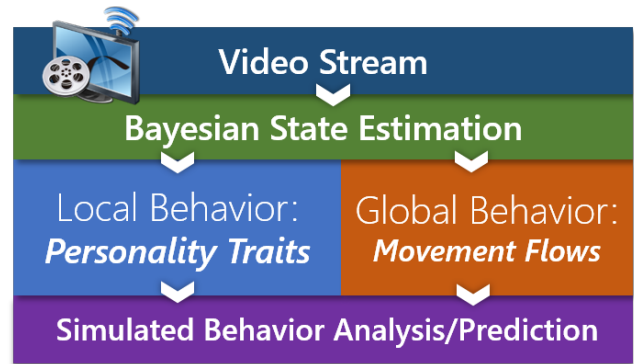 Video Stream
Bayesian State Estimation
Local Behavior:
Personality Traits
Global Behavior:
Movement Flows
Simulated Behavior Analysis/Prediction